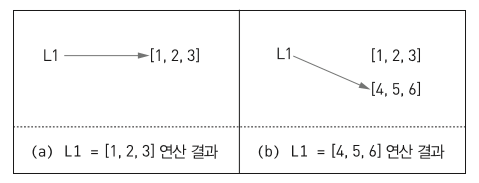 L1 [1, 2, 3]
(a) L1 = [1, 2, 3] 연산 결과
L1 [1, 2, 3]
[4, 5, 6]
(b) L1 = [4, 5, 6] 연산 결과